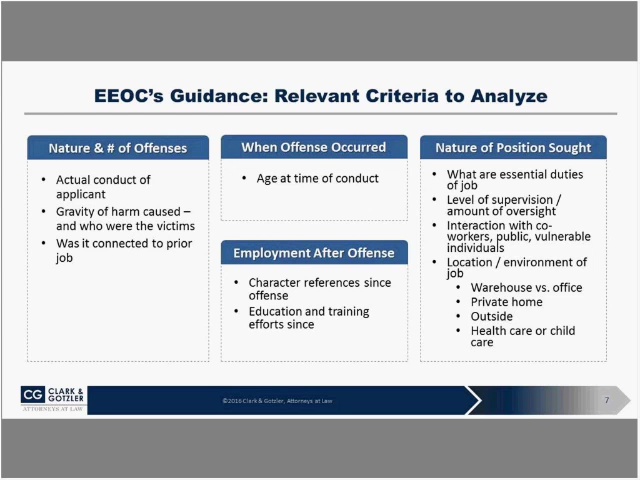 EEOC's Guidance: Relevant Criteria to Analyze
Nature & # of Offenses
• Actual conduct of
applicant
• Gravity of harm caused –
and who were the victims
• Was it connected to prior
job
When Offense Occurred
• Age at time of conduct
Employment After Offense
• Character references since
offense
• Education and training
efforts since
Nature of Position Sought
• What are essential duties
of job
• Level of supervision /
amount of oversight
• Interaction with co-
workers, public, vulnerable
individuals
• Location / environment of
job
• Warehouse vs. office
• Private home
• Outside
• Health care or child
care
CG CLARK &
GOTZLER
ATTORNEYS AT LAW
©2016 Clark & Gotzler, Attorneys at Law
7